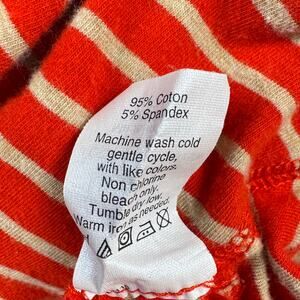 95% Coton
5% Spandex
Machine wash cold
gentle cycle,
with like colors.
Non chlorine
bleach only.
Tumble dry low.
Warm iron as needed.